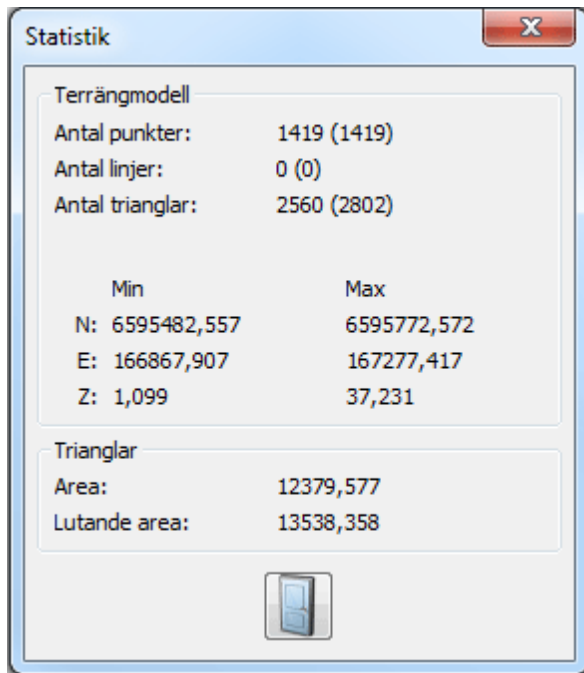 Statistik
Terrängmodell
Antal punkter: 1419 (1419)
Antal linjer: 0 (0)
Antal trianglar: 2560 (2802)
Min Max
N: 6595482,557 6595772,572
E: 166867,907 167277,417
Z: 1,099 37,231
Trianglar
Area: 12379,577
Lutande area: 13538,358